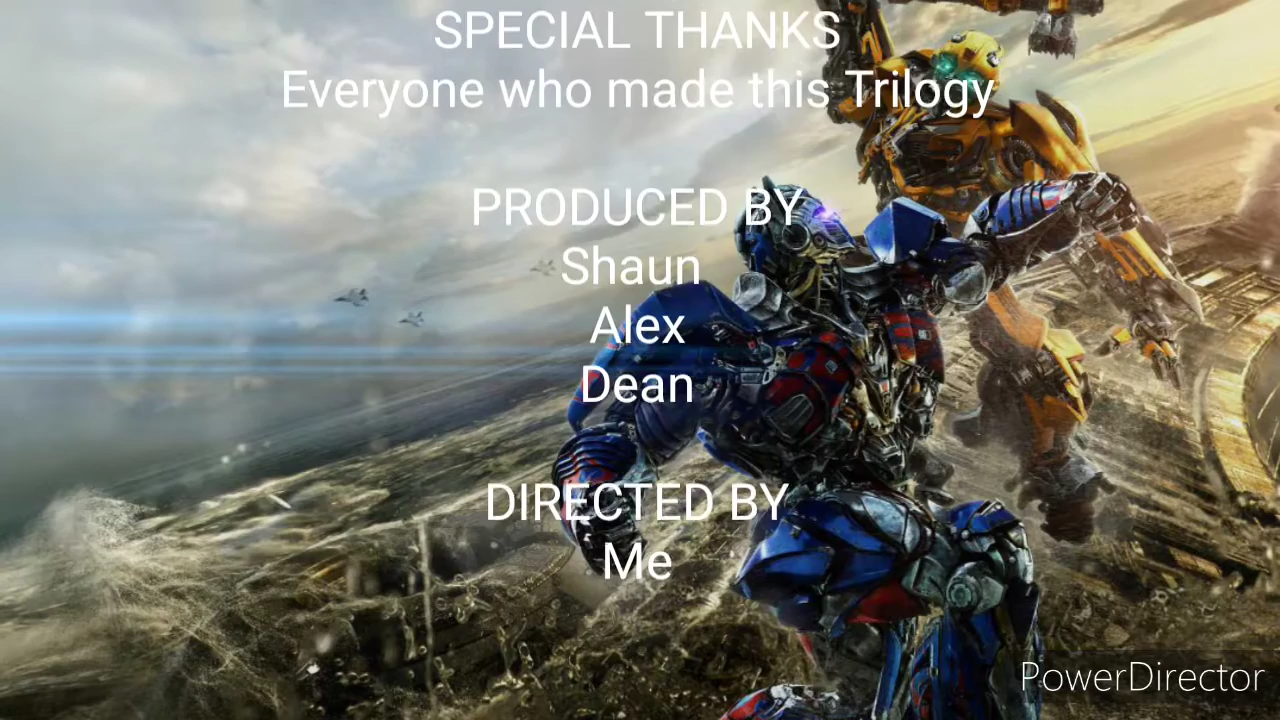 SPECIAL THANKS
Everyone who made this Trilogy
PRODUCED BY
Shaun
Alex
Dean
DIRECTED BY
Me
PowerDirector